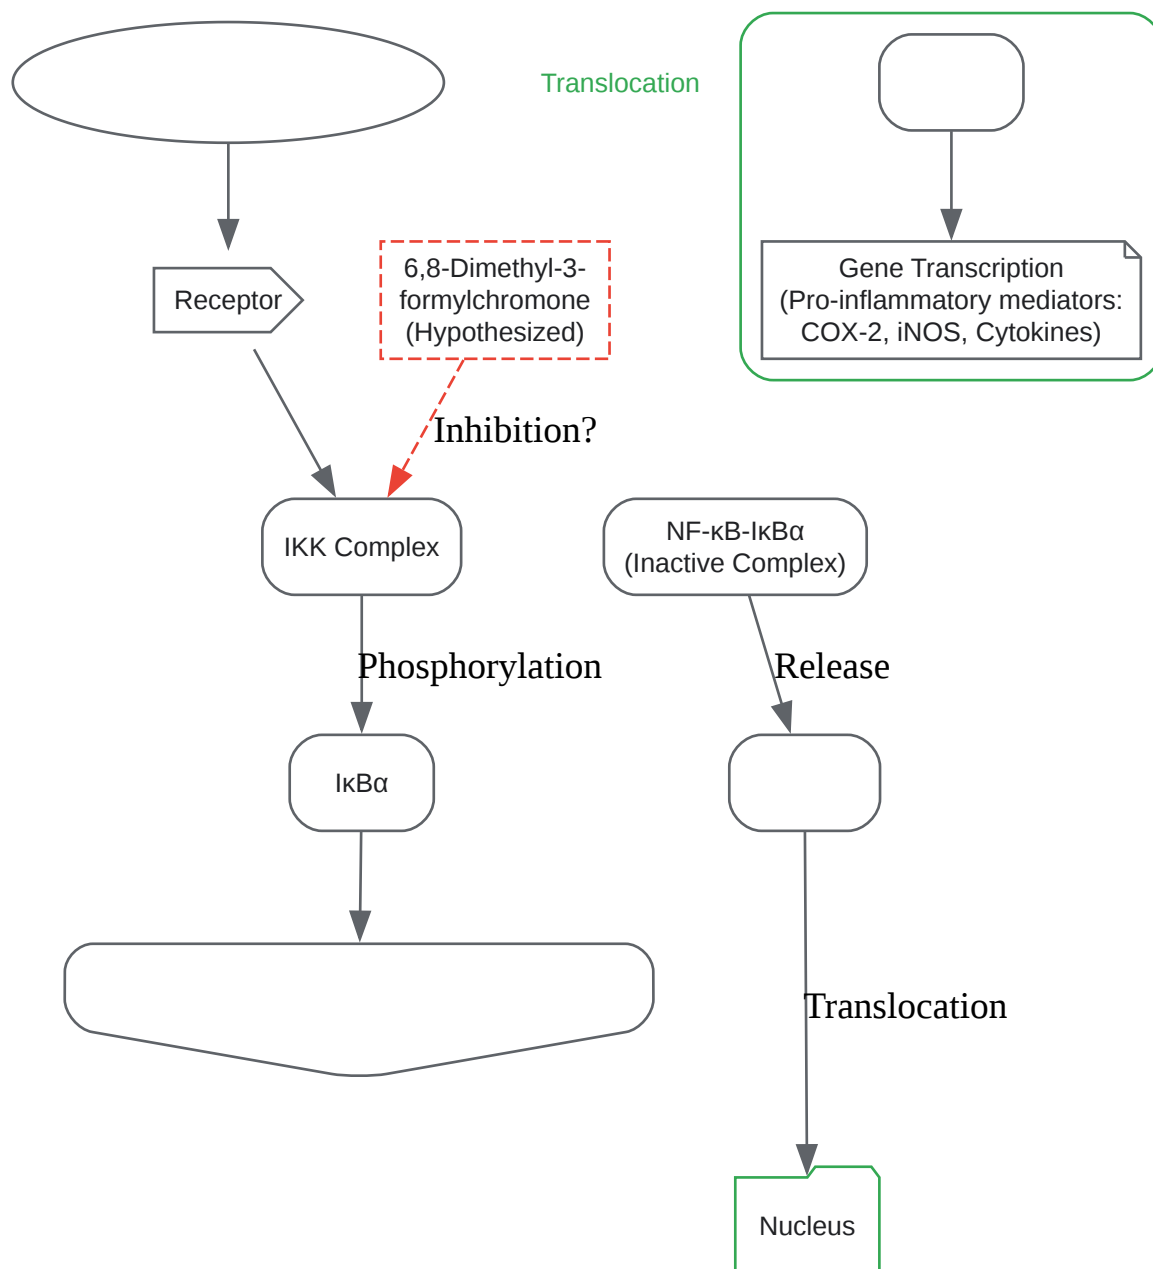 Translocation
Receptor
6,8-Dimethyl-3-
formylchromone
(Hypothesized)
Gene Transcription
(Pro-inflammatory mediators:
COX-2, iNOS, Cytokines)
Inhibition?
IKK Complex
NF-κB-IκBα
(Inactive Complex)
Phosphorylation
Release
IκBα
Translocation
Nucleus